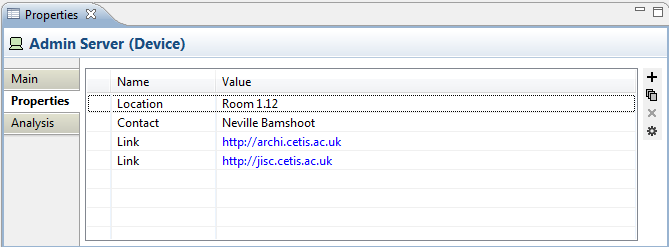 Properties
Admin Server (Device)
Main
Properties
Analysis
Name Value
Location Room 1.12
Contact Neville Bamshoot
Link http://archi.cetis.ac.uk
Link http://jisc.cetis.ac.uk